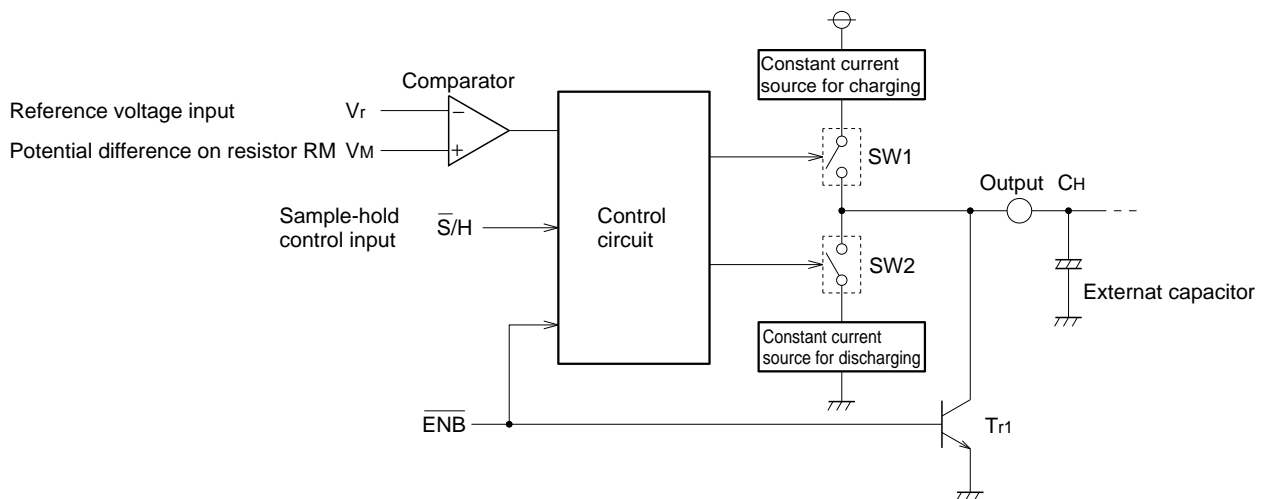 Constant current
source for charging
Comparator
Reference voltage input Vr −
Potential difference on resistor RM VM +
SW1
Output CH
Sample-hold
control input
S̅/H
Control
circuit
SW2
Externat capacitor
Constant current
source for discharging
E̅N̅B̅
Tr1